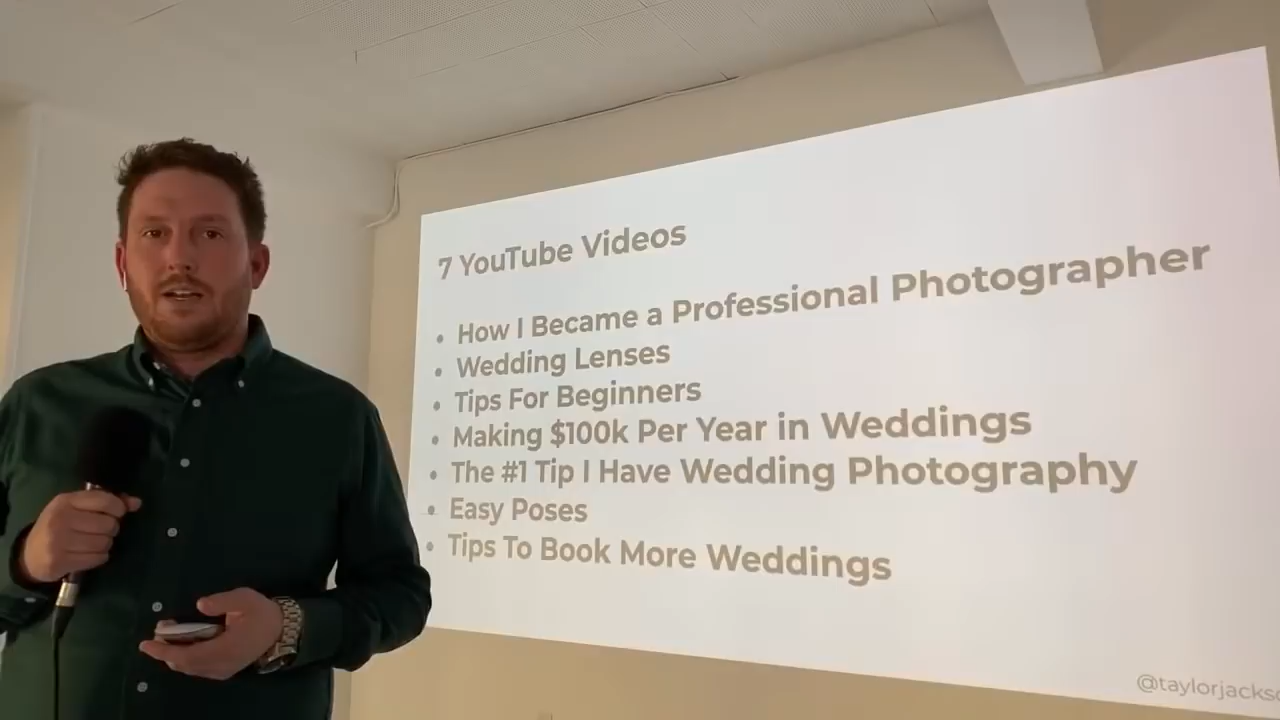 7 YouTube Videos
• How I Became a Professional Photographer
• Wedding Lenses
• Tips For Beginners
• Making $100k Per Year in Weddings
• The #1 Tip I Have Wedding Photography
• Easy Poses
• Tips To Book More Weddings
@taylorjackso